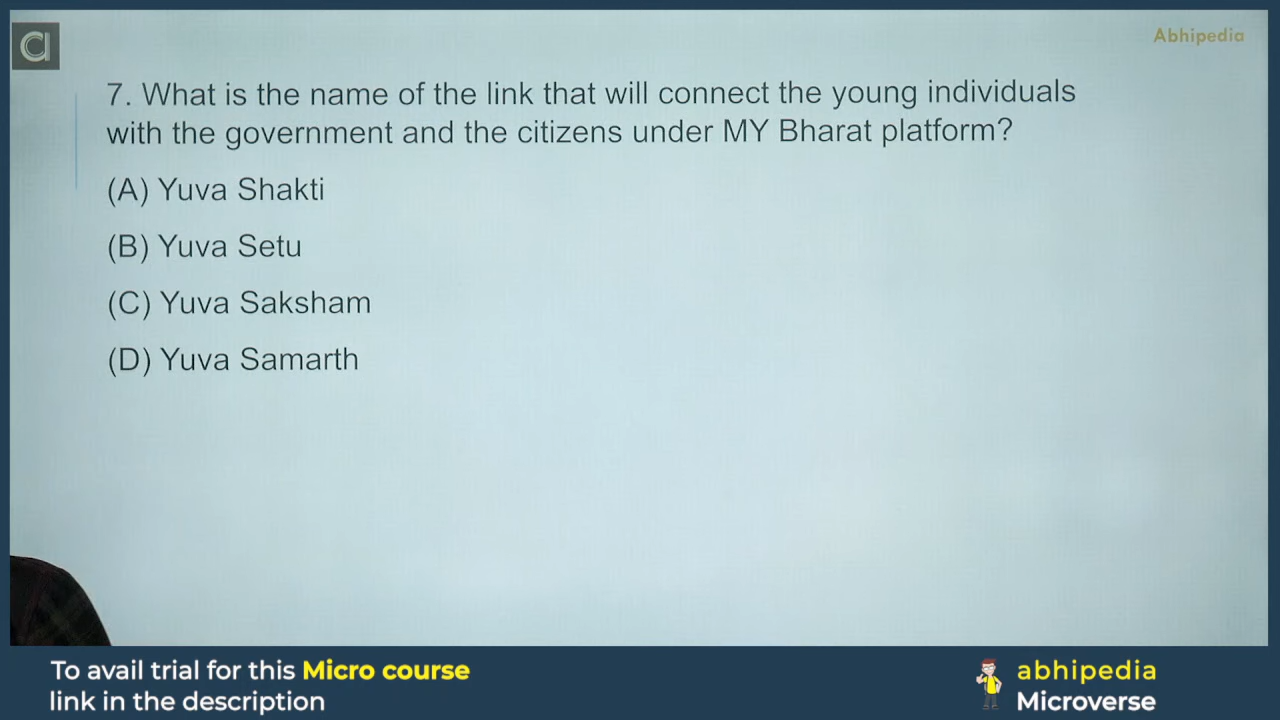 Abhipedia
7. What is the name of the link that will connect the young individuals
with the government and the citizens under MY Bharat platform?
(A) Yuva Shakti
(B) Yuva Setu
(C) Yuva Saksham
(D) Yuva Samarth
To avail trial for this Micro course
link in the description
abhipedia
Microverse